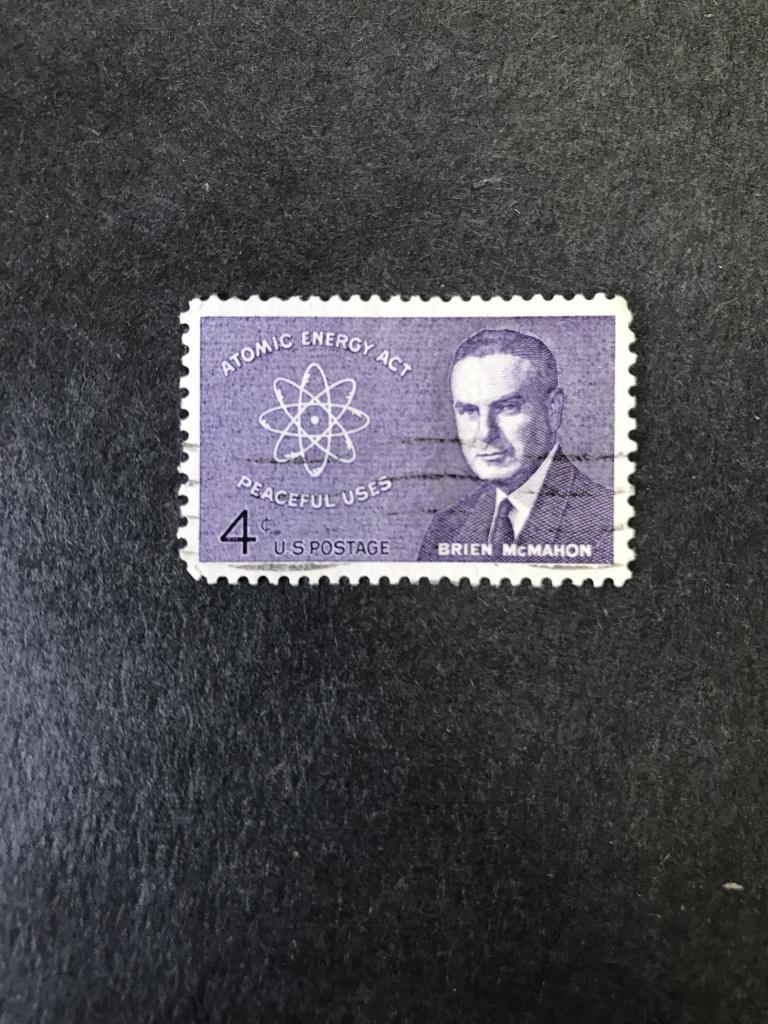 ATOMIC ENERGY ACT
PEACEFUL USES
4¢ U.S. POSTAGE
BRIEN McMAHON